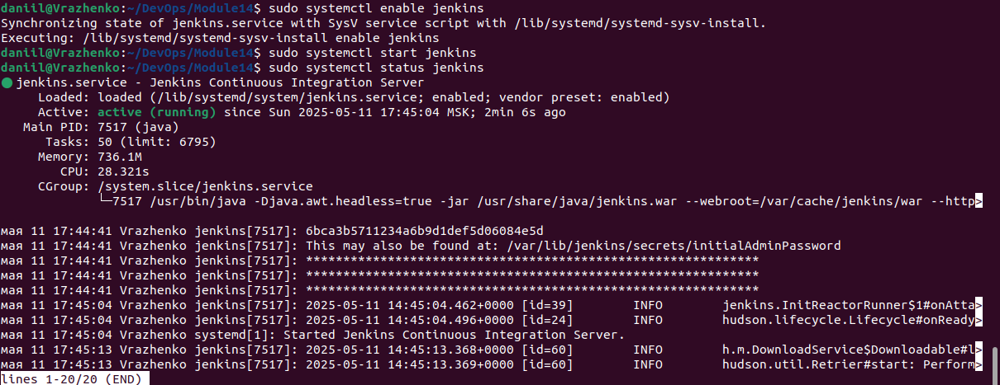 daniil@Vrazhenko:~/DevOps/Module14$ sudo systemctl enable jenkins
Synchronizing state of jenkins.service with SysV service script with /lib/systemd/systemd-sysv-install.
Executing: /lib/systemd/systemd-sysv-install enable jenkins
daniil@Vrazhenko:~/DevOps/Module14$ sudo systemctl start jenkins
daniil@Vrazhenko:~/DevOps/Module14$ sudo systemctl status jenkins
● jenkins.service - Jenkins Continuous Integration Server
     Loaded: loaded (/lib/systemd/system/jenkins.service; enabled; vendor preset: enabled)
     Active: active (running) since Sun 2025-05-11 17:45:04 MSK; 2min 6s ago
   Main PID: 7517 (java)
      Tasks: 50 (limit: 6795)
     Memory: 736.1M
        CPU: 28.321s
     CGroup: /system.slice/jenkins.service
             └─7517 /usr/bin/java -Djava.awt.headless=true -jar /usr/share/java/jenkins.war --webroot=/var/cache/jenkins/war --http>
мая 11 17:44:41 Vrazhenko jenkins[7517]: 6bca3b5711234a6b9d1def5d06084e5d
мая 11 17:44:41 Vrazhenko jenkins[7517]: This may also be found at: /var/lib/jenkins/secrets/initialAdminPassword
мая 11 17:44:41 Vrazhenko jenkins[7517]: *************************************************************
мая 11 17:44:41 Vrazhenko jenkins[7517]: *************************************************************
мая 11 17:44:41 Vrazhenko jenkins[7517]: *************************************************************
мая 11 17:45:04 Vrazhenko jenkins[7517]: 2025-05-11 14:45:04.462+0000 [id=39]        INFO        jenkins.InitReactorRunner$1#onAtta>
мая 11 17:45:04 Vrazhenko jenkins[7517]: 2025-05-11 14:45:04.496+0000 [id=24]        INFO        hudson.lifecycle.Lifecycle#onReady>
мая 11 17:45:04 Vrazhenko systemd[1]: Started Jenkins Continuous Integration Server.
мая 11 17:45:13 Vrazhenko jenkins[7517]: 2025-05-11 14:45:13.368+0000 [id=60]        INFO        h.m.DownloadService$Downloadable#l>
мая 11 17:45:13 Vrazhenko jenkins[7517]: 2025-05-11 14:45:13.369+0000 [id=60]        INFO        hudson.util.Retrier#start: Perform>
lines 1-20/20 (END)